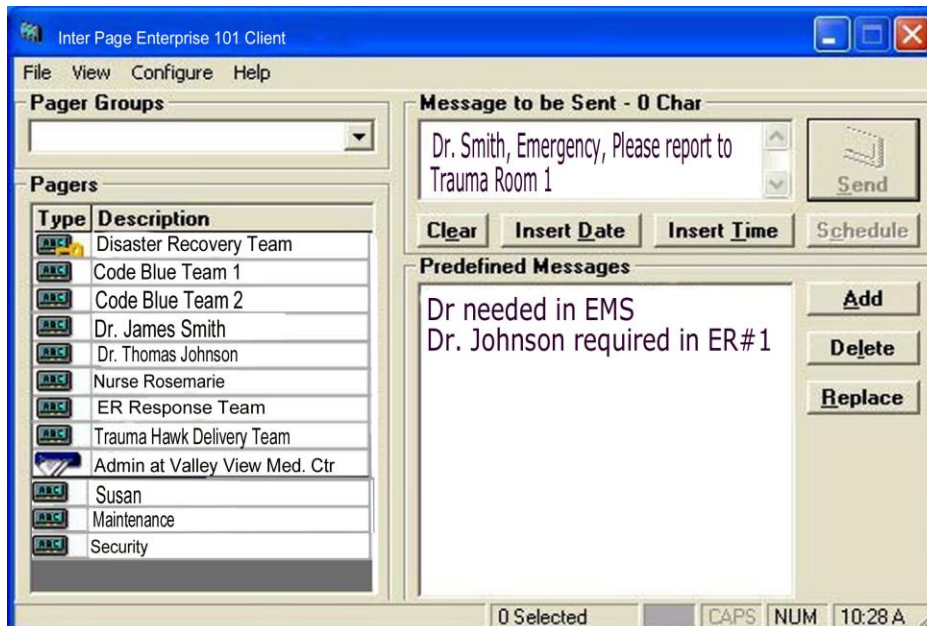 Inter Page Enterprise 101 Client
File View Configure Help
Pager Groups
Pagers
Type Description
Disaster Recovery Team
Code Blue Team 1
Code Blue Team 2
Dr. James Smith
Dr. Thomas Johnson
Nurse Rosemarie
ER Response Team
Trauma Hawk Delivery Team
Admin at Valley View Med. Ctr
Susan
Maintenance
Security
Message to be Sent - 0 Char
Dr. Smith, Emergency, Please report to
Trauma Room 1
Send
Clear Insert Date Insert Time Schedule
Predefined Messages
Dr needed in EMS
Dr. Johnson required in ER#1
Add
Delete
Replace
0 Selected CAPS NUM 10:28 A